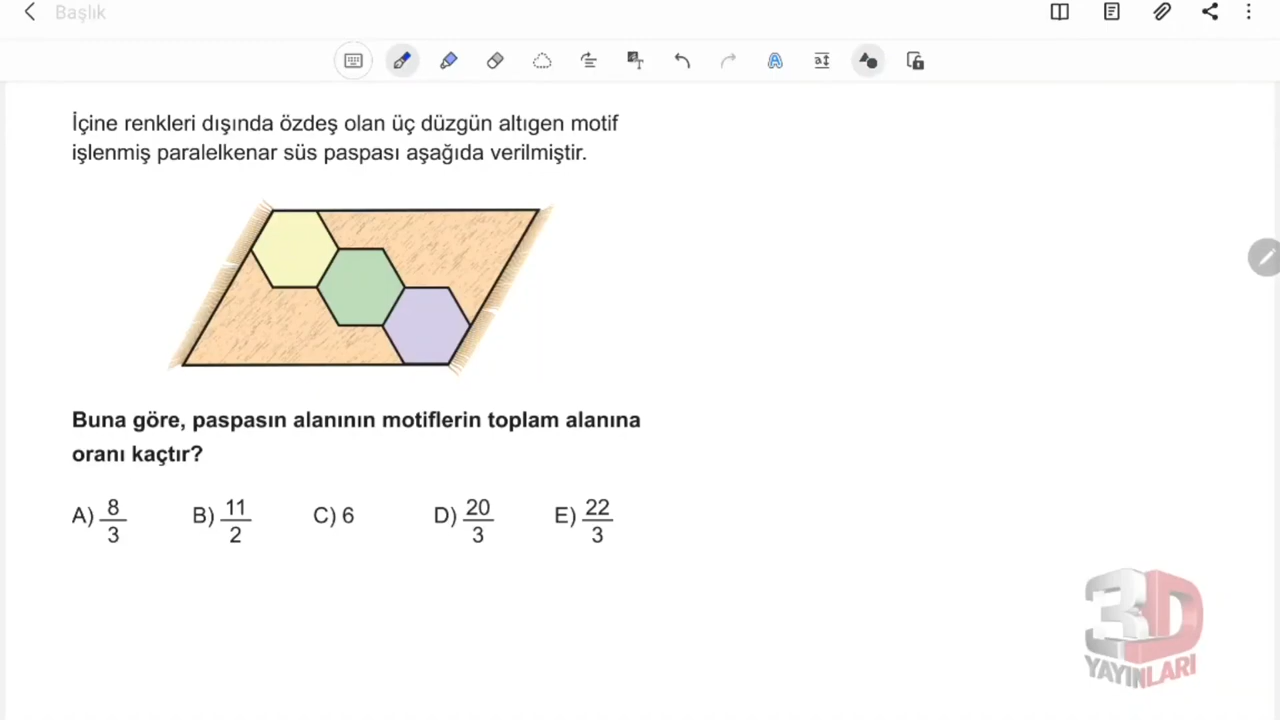 Başlık
İçine renkleri dışında özdeş olan üç düzgün altıgen motif
işlenmiş paralelkenar süs paspası aşağıda verilmiştir.
Buna göre, paspasın alanının motiflerin toplam alanına
oranı kaçtır?
A) 8/3 B) 11/2 C) 6 D) 20/3 E) 22/3
3D
YAYINLARI